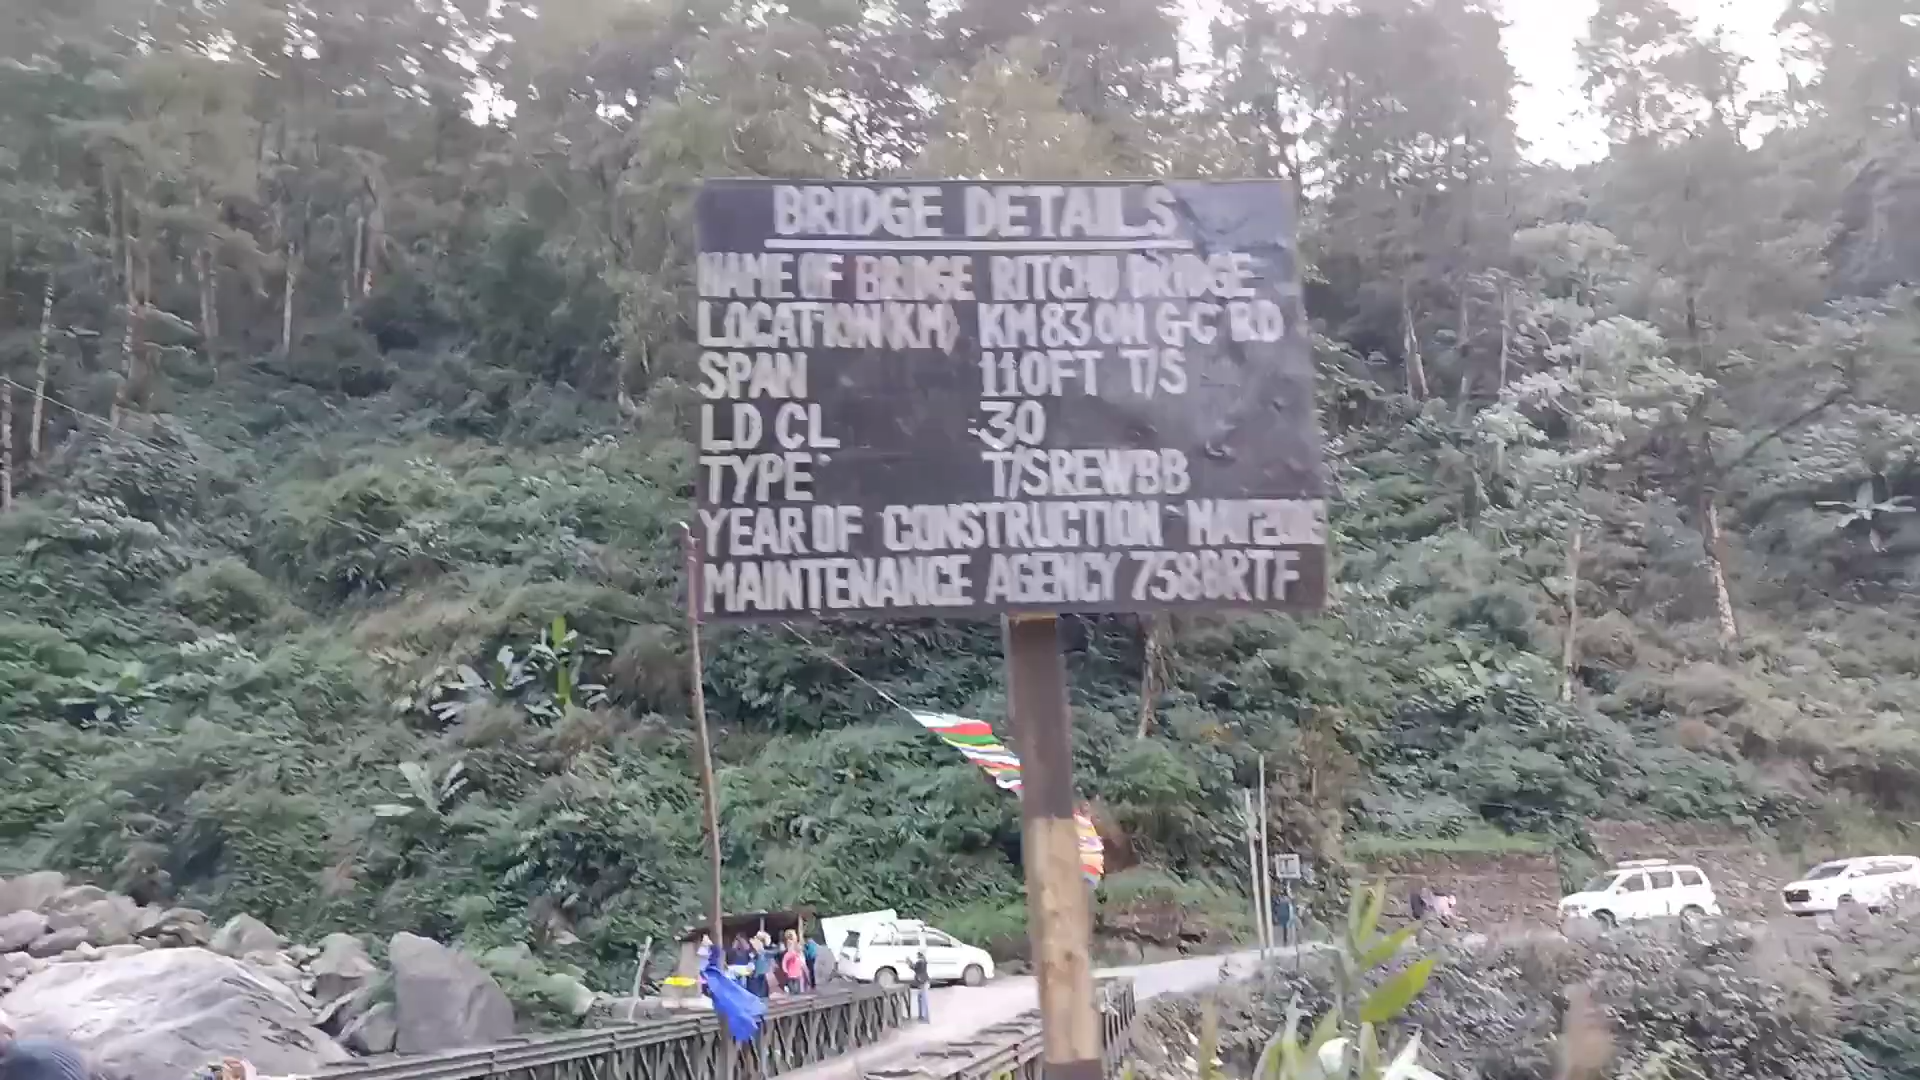 BRIDGE DETAILS
NAME OF BRIDGE RITCHU BRIDGE
LOCATION(KM) KM 83 ON G-C RD
SPAN 110FT T/S
LD CL 30
TYPE T/SREWBB
YEAR OF CONSTRUCTION MAY
MAINTENANCE AGENCY 758BRTF